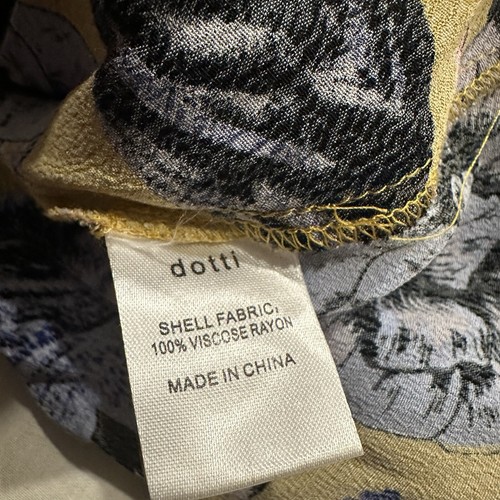 dotti
SHELL FABRIC,
100% VISCOSE RAYON
MADE IN CHINA